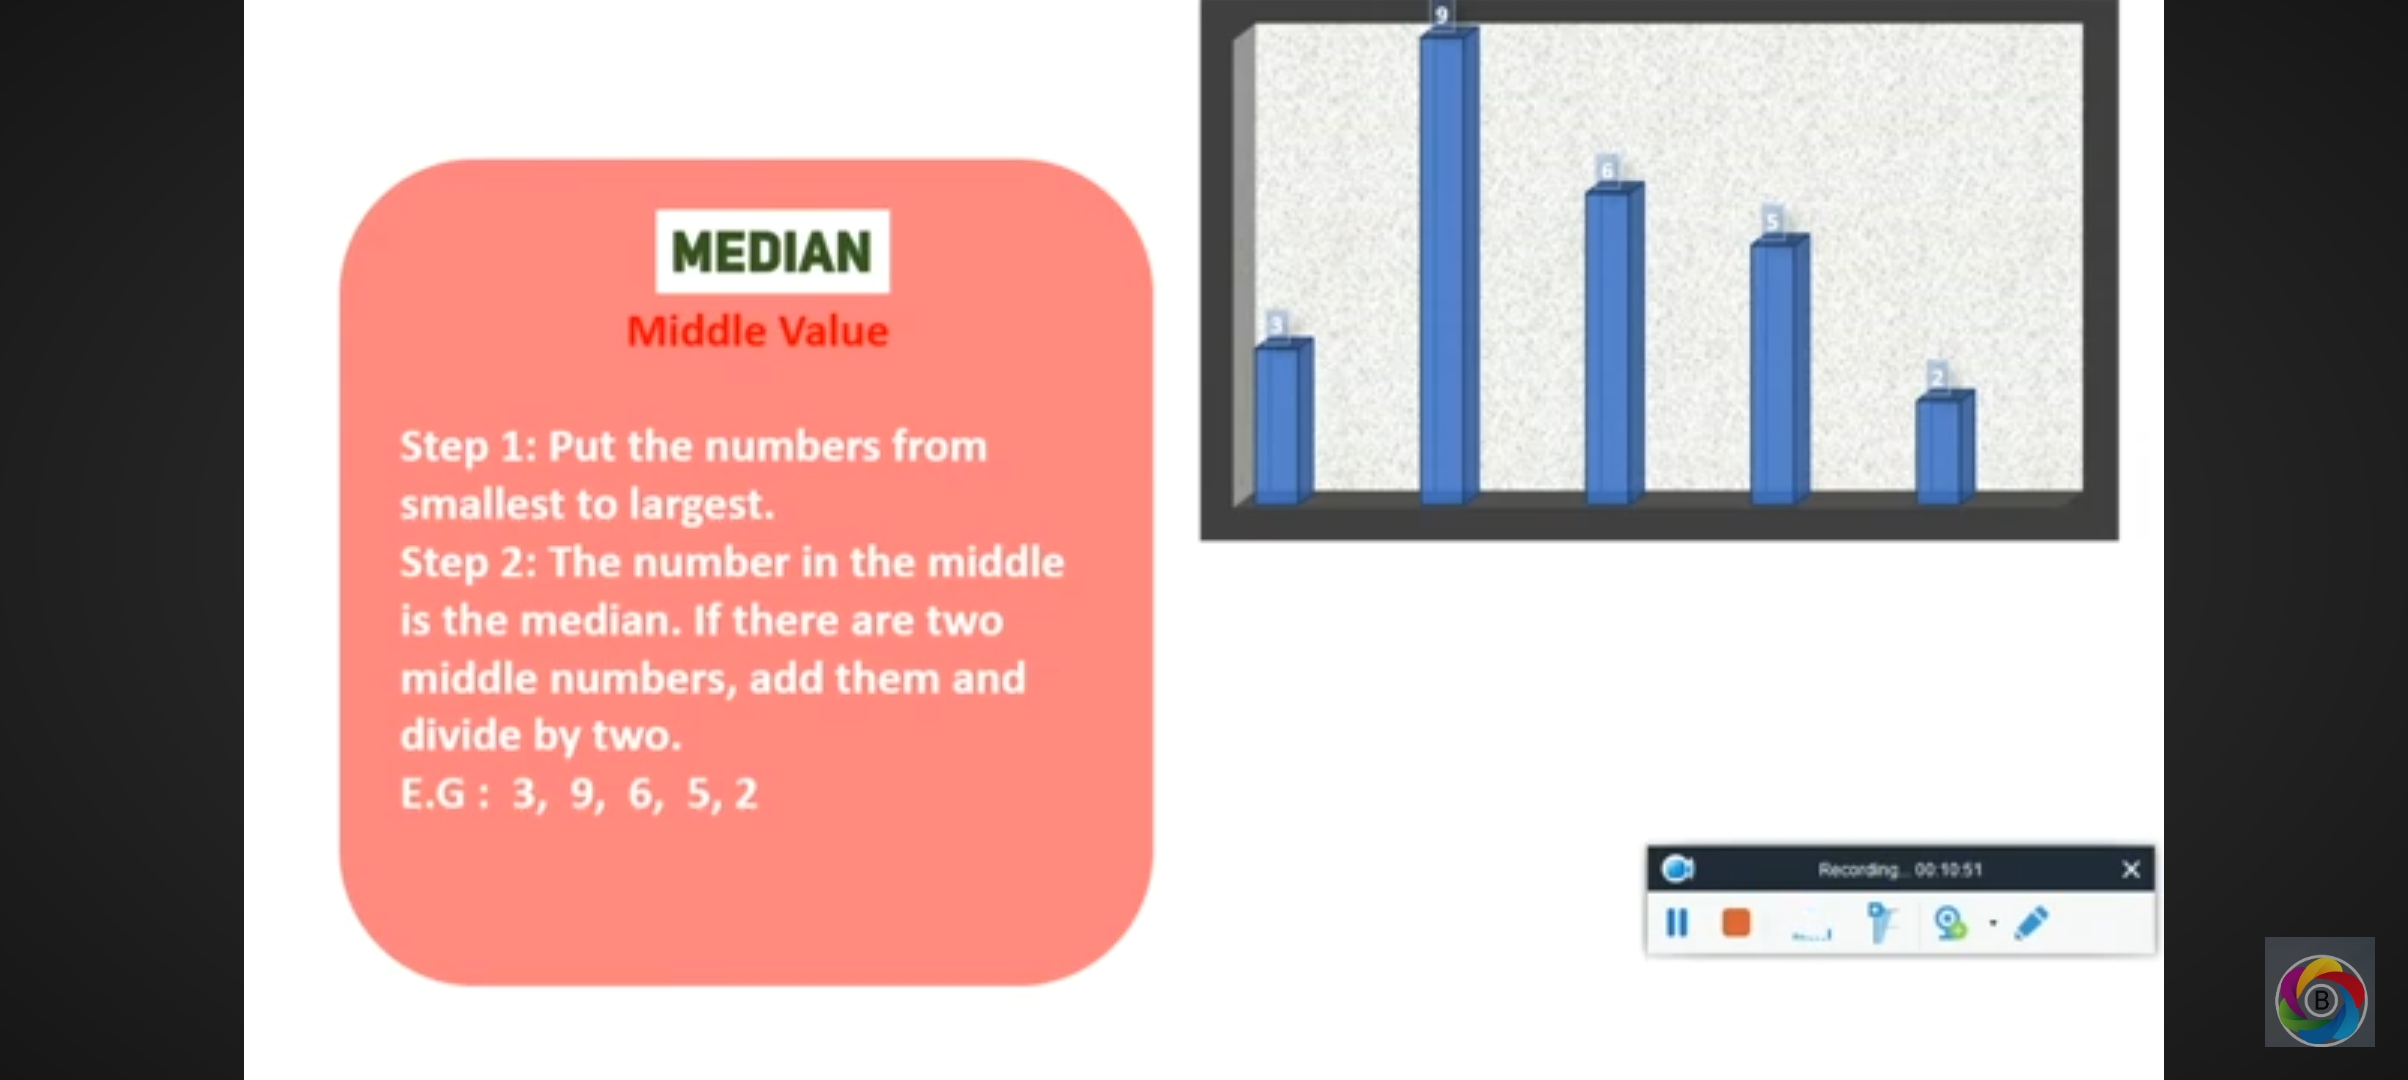 MEDIAN
Middle Value
Step 1: Put the numbers from
smallest to largest.
Step 2: The number in the middle
is the median. If there are two
middle numbers, add them and
divide by two.
E.G :  3,  9,  6,  5, 2
3
9
6
5
2
Recording... 00:10:51
B